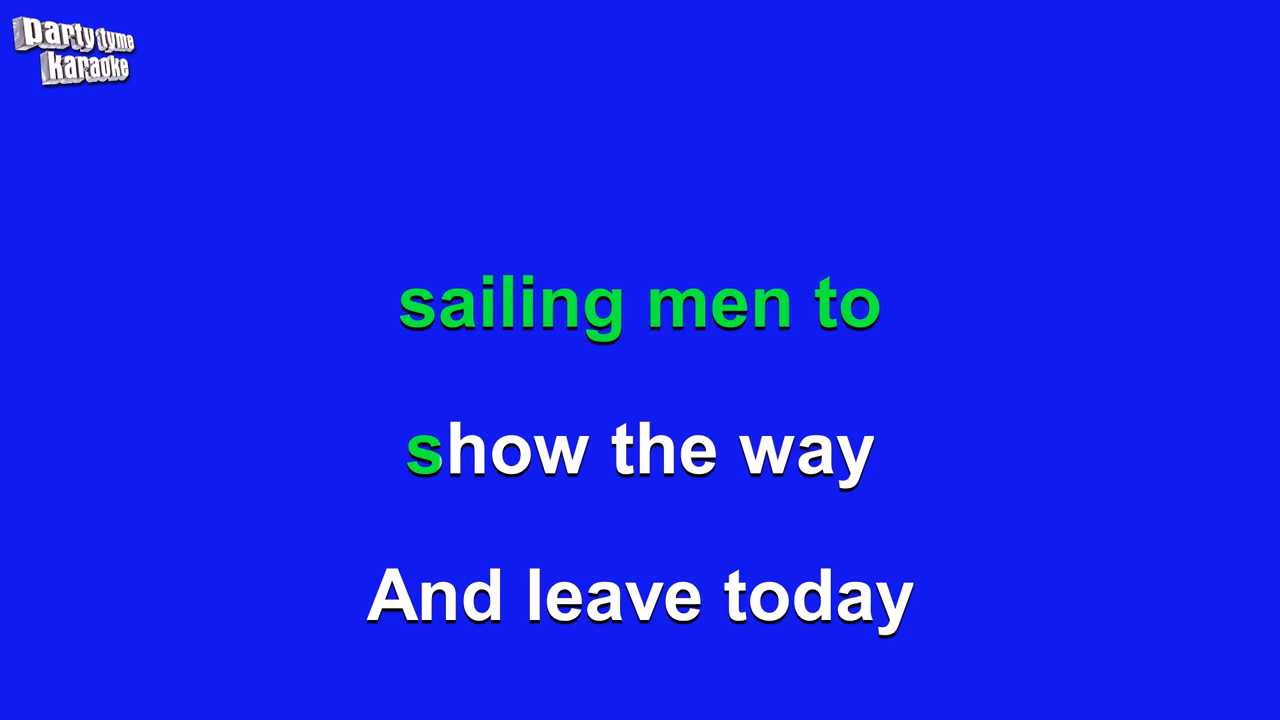 party tyme
karaoke
sailing men to
show the way
And leave today